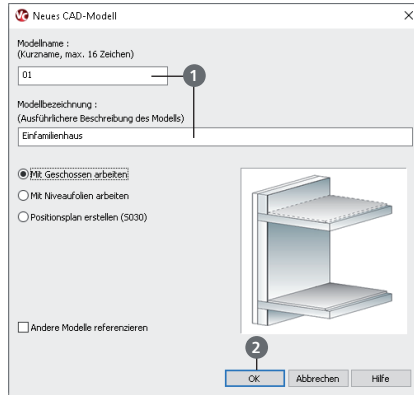 Neues CAD-Modell
Modellname :
(Kurzname, max. 16 Zeichen)
01
1
Modellbezeichnung :
(Ausführlichere Beschreibung des Modells)
Einfamilienhaus
Mit Geschossen arbeiten
Mit Niveaufolien arbeiten
Positionsplan erstellen (S030)
Andere Modelle referenzieren
2
OK Abbrechen Hilfe